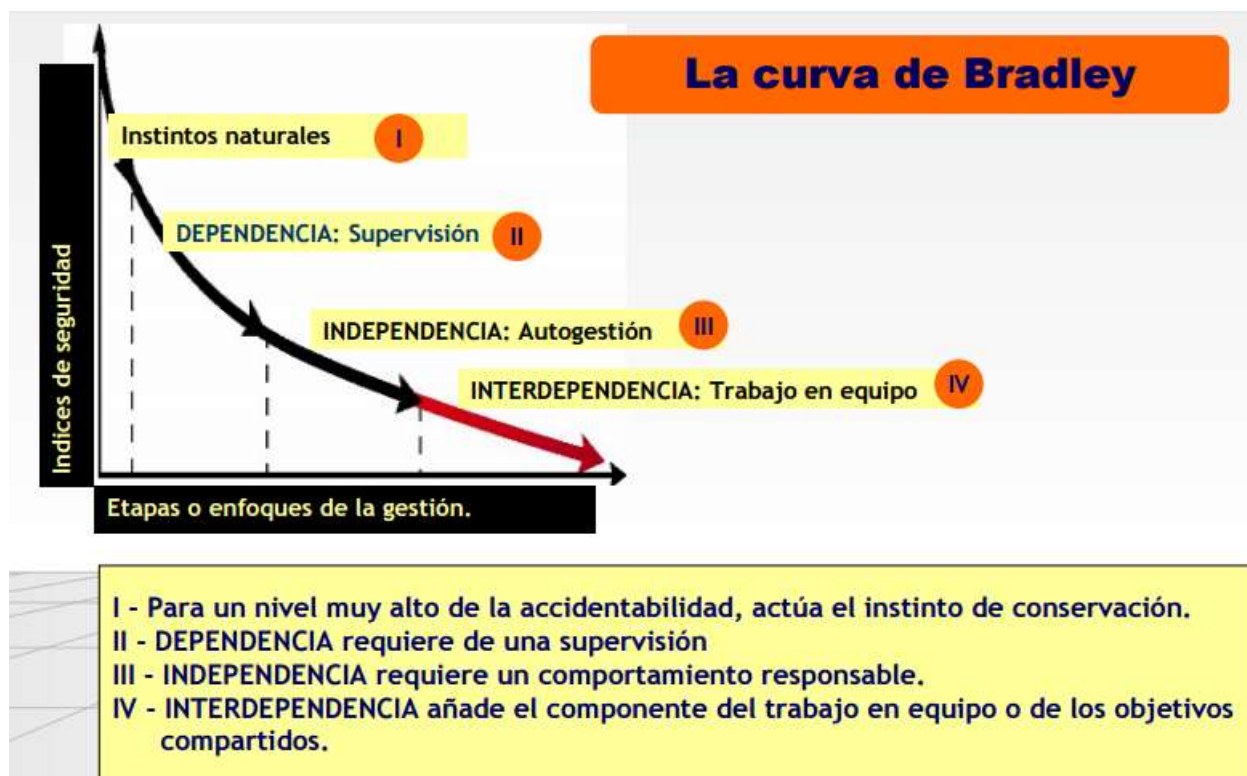 La curva de Bradley
Instintos naturales I
DEPENDENCIA: Supervisión II
INDEPENDENCIA: Autogestión III
INTERDEPENDENCIA: Trabajo en equipo IV
Indices de seguridad
Etapas o enfoques de la gestión.
I - Para un nivel muy alto de la accidentabilidad, actúa el instinto de conservación.
II - DEPENDENCIA requiere de una supervisión
III - INDEPENDENCIA requiere un comportamiento responsable.
IV - INTERDEPENDENCIA añade el componente del trabajo en equipo o de los objetivos
compartidos.